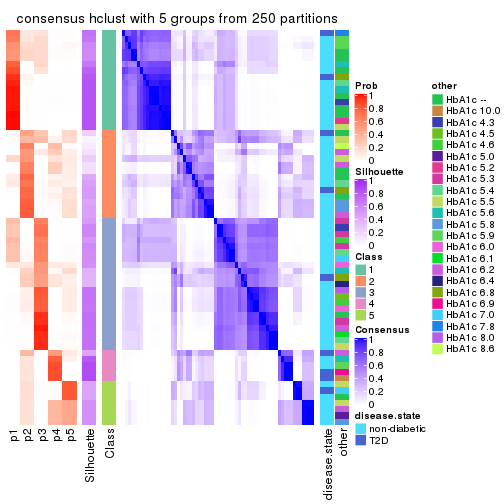 consensus hclust with 5 groups from 250 partitions
Prob
1
0.8
0.6
0.4
0.2
0
Silhouette
1
0.8
0.6
0.4
0.2
0
Class
1
2
3
4
5
Consensus
1
0.8
0.6
0.4
0.2
0
disease.state
non-diabetic
T2D
other
HbA1c --
HbA1c 10.0
HbA1c 4.3
HbA1c 4.5
HbA1c 4.6
HbA1c 5.0
HbA1c 5.2
HbA1c 5.3
HbA1c 5.4
HbA1c 5.5
HbA1c 5.6
HbA1c 5.8
HbA1c 5.9
HbA1c 6.0
HbA1c 6.1
HbA1c 6.2
HbA1c 6.4
HbA1c 6.8
HbA1c 6.9
HbA1c 7.0
HbA1c 7.8
HbA1c 8.0
HbA1c 8.6
p1
p2
p3
p4
p5
Silhouette
Class
disease.state
other